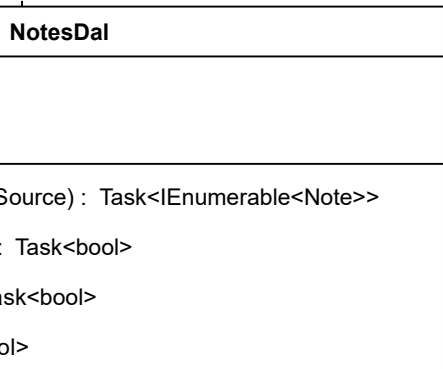 NotesDal
Source) : Task<IEnumerable<Note>>
: Task<bool>
ask<bool>
ol>